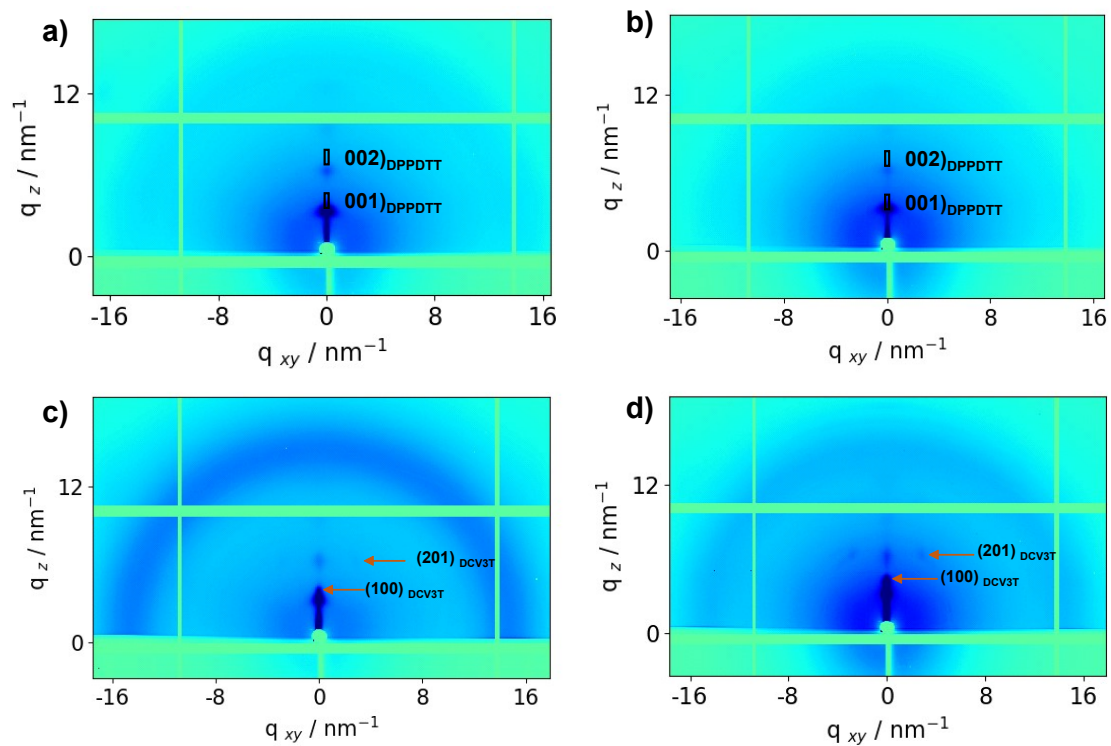 a)
12
0
-16
-8
0
8
16
q z / nm⁻¹
q xy / nm⁻¹
002)DPPDTT
001)DPPDTT
b)
12
0
-16
-8
0
8
16
q z / nm⁻¹
q xy / nm⁻¹
002)DPPDTT
001)DPPDTT
c)
12
0
-16
-8
0
8
16
q z / nm⁻¹
q xy / nm⁻¹
(201) DCV3T
(100) DCV3T
d)
12
0
-16
-8
0
8
16
q z / nm⁻¹
q xy / nm⁻¹
(201) DCV3T
(100) DCV3T